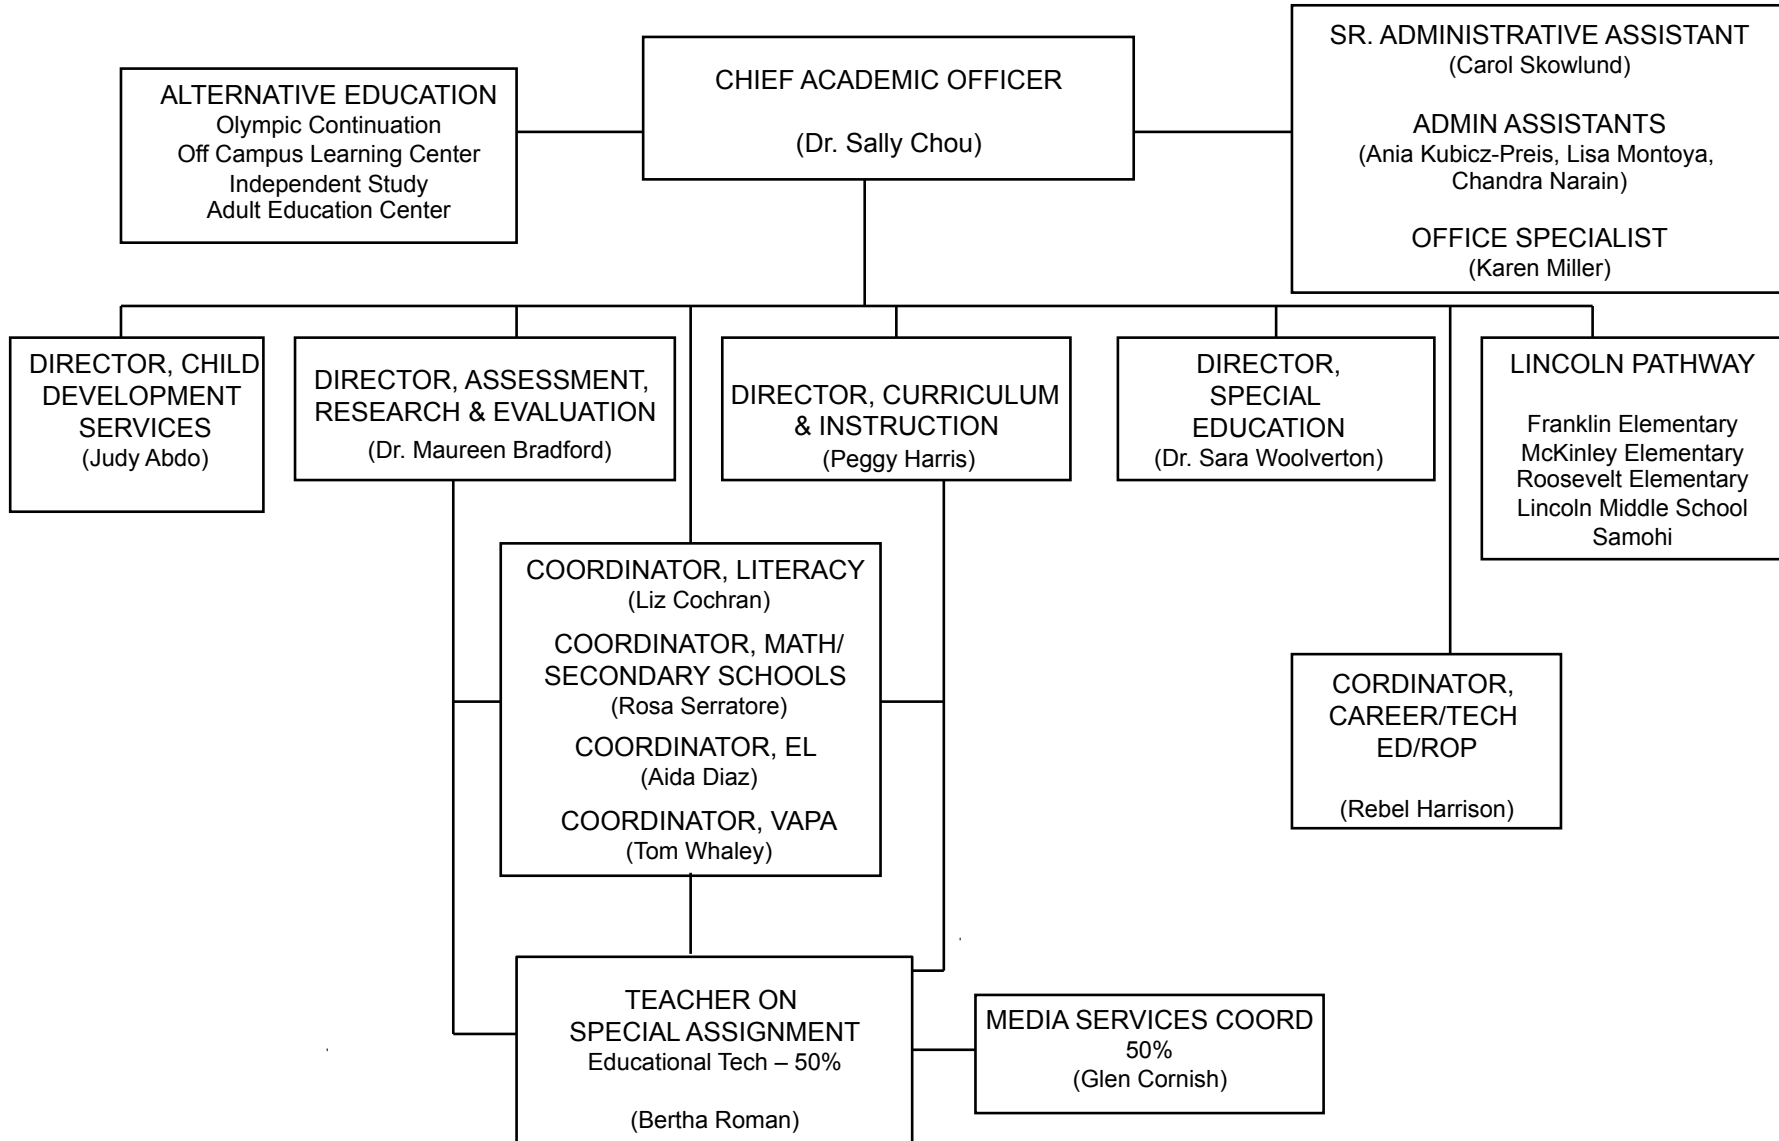 ALTERNATIVE EDUCATION
Olympic Continuation
Off Campus Learning Center
Independent Study
Adult Education Center
CHIEF ACADEMIC OFFICER
(Dr. Sally Chou)
SR. ADMINISTRATIVE ASSISTANT
(Carol Skowlund)
ADMIN ASSISTANTS
(Ania Kubicz-Preis, Lisa Montoya,
Chandra Narain)
OFFICE SPECIALIST
(Karen Miller)
DIRECTOR, CHILD
DEVELOPMENT
SERVICES
(Judy Abdo)
DIRECTOR, ASSESSMENT,
RESEARCH & EVALUATION
(Dr. Maureen Bradford)
DIRECTOR, CURRICULUM
& INSTRUCTION
(Peggy Harris)
DIRECTOR,
SPECIAL
EDUCATION
(Dr. Sara Woolverton)
LINCOLN PATHWAY
Franklin Elementary
McKinley Elementary
Roosevelt Elementary
Lincoln Middle School
Samohi
COORDINATOR, LITERACY
(Liz Cochran)
COORDINATOR, MATH/
SECONDARY SCHOOLS
(Rosa Serratore)
COORDINATOR, EL
(Aida Diaz)
COORDINATOR, VAPA
(Tom Whaley)
CORDINATOR,
CAREER/TECH
ED/ROP
(Rebel Harrison)
TEACHER ON
SPECIAL ASSIGNMENT
Educational Tech – 50%
(Bertha Roman)
MEDIA SERVICES COORD
50%
(Glen Cornish)